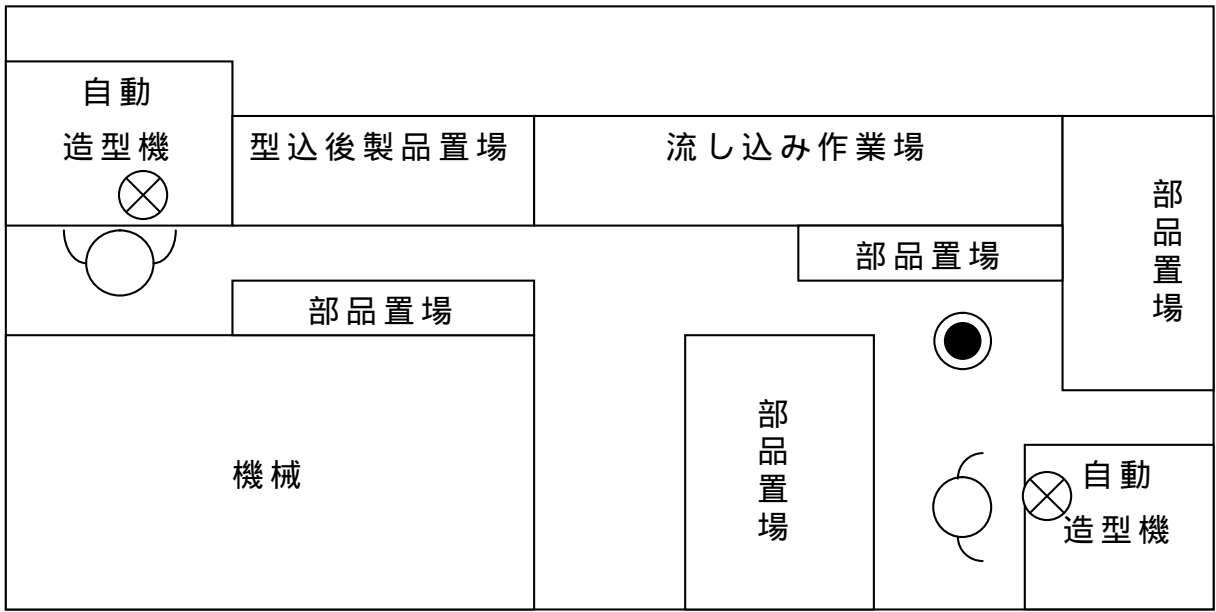 自動
造型機
型込後製品置場
流し込み作業場
部品置場
部品置場
部品置場
機械
部品置場
自動
造型機